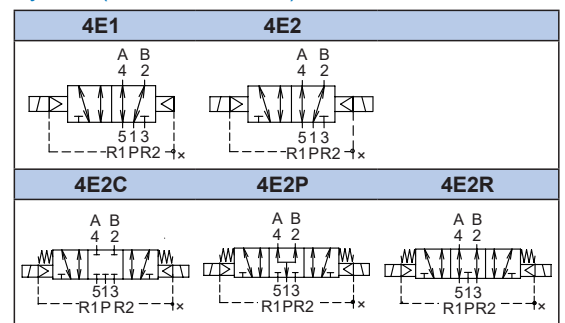 4E1 4E2
A B A B
4 2 4 2
513 513
R1PR2 × R1PR2 ×
4E2C 4E2P 4E2R
A B A B A B
4 2 4 2 4 2
513 513 513
R1PR2 × R1PR2 × R1PR2 ×